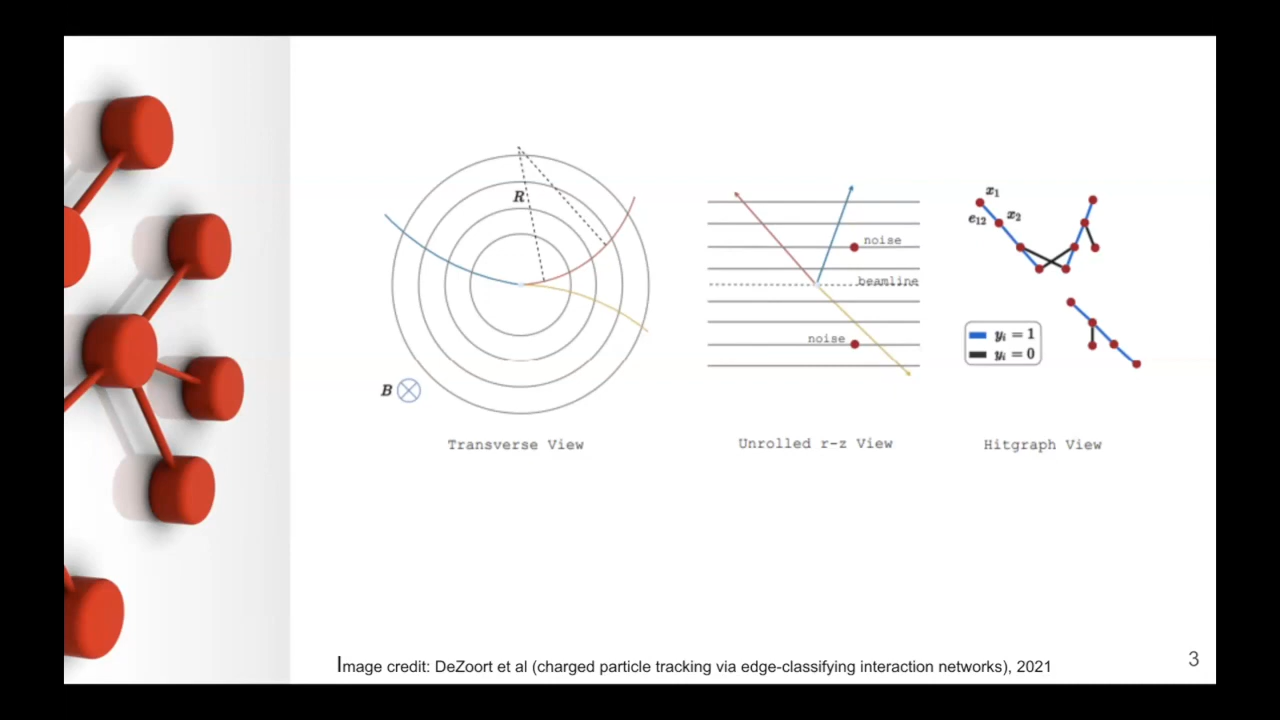 R
B
Transverse View
noise
beamline
noise
Unrolled r-z View
x₁
e₁₂ x₂
yᵢ = 1
yᵢ = 0
Hitgraph View
Image credit: DeZoort et al (charged particle tracking via edge-classifying interaction networks), 2021
3